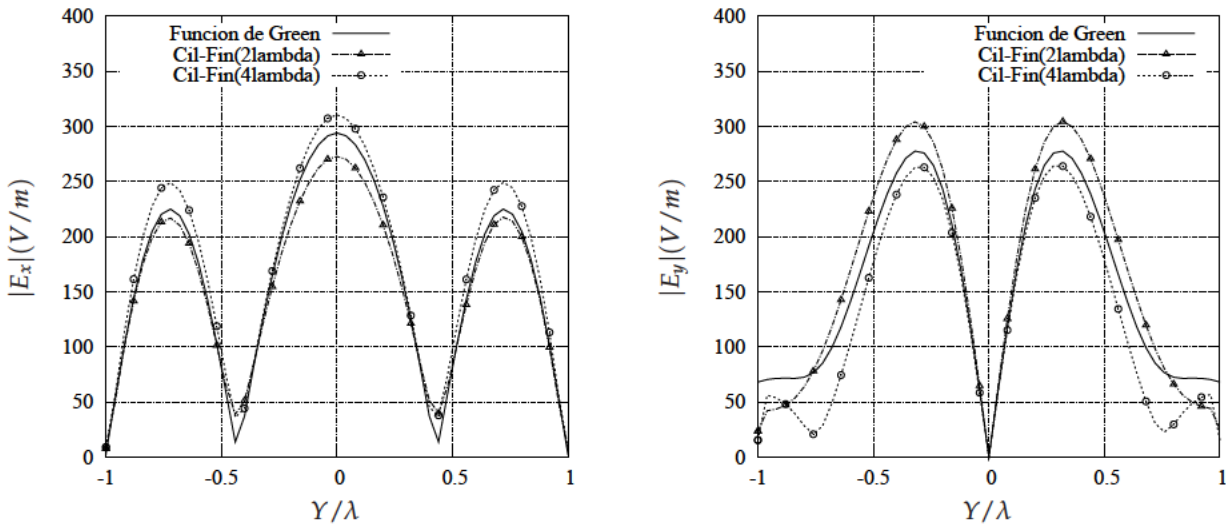 400
350
300
250
200
150
100
50
0
|E_x|(V/m)
Funcion de Green
Cil-Fin(2lambda)
Cil-Fin(4lambda)
-1
-0.5
0
0.5
1
Y/λ
400
350
300
250
200
150
100
50
0
|E_y|(V/m)
Funcion de Green
Cil-Fin(2lambda)
Cil-Fin(4lambda)
-1
-0.5
0
0.5
1
Y/λ